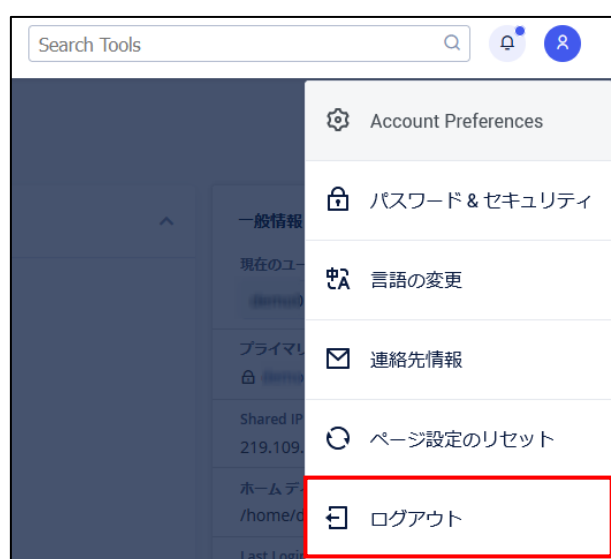 Search Tools
Account Preferences
パスワード & セキュリティ
言語の変更
連絡先情報
ページ設定のリセット
ログアウト
一般情報
現在のユー
プライマリ
Shared IP
219.109.
ホーム ディ
/home/d
Last Login